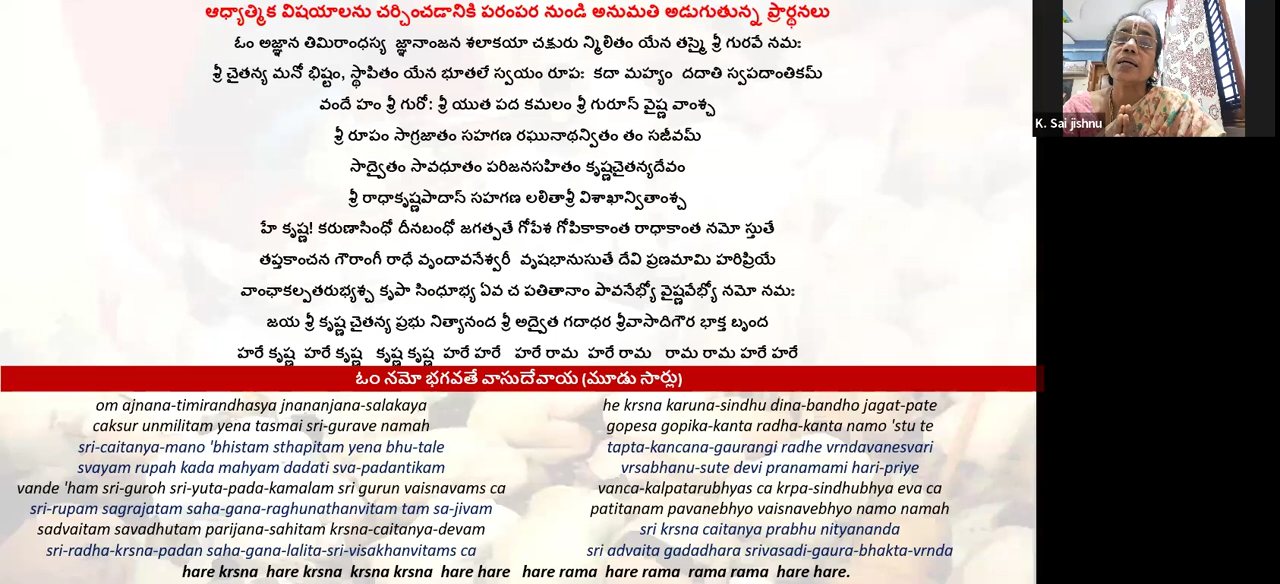 ఆధ్యాత్మిక విషయాలను చర్చించడానికి పరంపర నుండి అనుమతి అడుగుతున్న ప్రార్థనలు
ఓం అజ్ఞాన తిమిరాంధస్య జ్ఞానాంజన శలాకయా చక్షురు న్మిలితం యేన తస్మై శ్రీ గురవే నమః
శ్రీ చైతన్య మనో భిష్టం, స్థాపితం యేన భూతలే స్వయం రూపః కదా మహ్యం దదాతి స్వపదాంతికమ్
వందే హం శ్రీ గురో: శ్రీ యుత పద కమలం శ్రీ గురూన్ వైష్ణ వాంశ్చ
శ్రీ రూపం సాగ్రజాతం సహగణ రఘునాథన్వితం తం సజీవమ్
సాద్వైతం సావధూతం పరిజనసహితం కృష్ణచైతన్యదేవం
శ్రీ రాధాకృష్ణపాదాన్ సహగణ లలితాశ్రీ విశాఖాన్వితాంశ్చ
హే కృష్ణ! కరుణాసింధో దీనబంధో జగత్పతే గోపేశ గోపికాకాంత రాధాకాంత నమో స్తుతే
తప్తకాంచన గౌరాంగీ రాధే వృందావనేశ్వరీ వృషభానుసుతే దేవి ప్రణమామి హరిప్రియే
వాంఛాకల్పతరుభ్యశ్చ కృపా సింధూభ్య ఏవ చ పతితానాం పావనేభ్యో వైష్ణవేభ్యో నమో నమః
జయ శ్రీ కృష్ణ చైతన్య ప్రభు నిత్యానంద శ్రీ అద్వైత గదాధర శ్రీవాసాదిగౌర భాక్త బృంద
హరే కృష్ణ హరే కృష్ణ కృష్ణ కృష్ణ హరే హరే హరే రామ హరే రామ రామ రామ హరే హరే
ఓం నమో భగవతే వాసుదేవాయ (మూడు సార్లు)
om ajnana-timirandhasya jnananjana-salakaya
caksur unmilitam yena tasmai sri-gurave namah
sri-caitanya-mano 'bhistam sthapitam yena bhu-tale
svayam rupah kada mahyam dadati sva-padantikam
vande 'ham sri-guroh sri-yuta-pada-kamalam sri gurun vaisnavams ca
sri-rupam sagrajatam saha-gana-raghunathanvitam tam sa-jivam
sadvaitam savadhutam parijana-sahitam krsna-caitanya-devam
sri-radha-krsna-padan saha-gana-lalita-sri-visakhanvitams ca
he krsna karuna-sindhu dina-bandho jagat-pate
gopesa gopika-kanta radha-kanta namo 'stu te
tapta-kancana-gaurangi radhe vrndavanesvari
vrsabhanu-sute devi pranamami hari-priye
vanca-kalpatarubhyas ca krpa-sindhubhya eva ca
patitanam pavanebhyo vaisnavebhyo namo namah
sri krsna caitanya prabhu nityananda
sri advaita gadadhara srivasadi-gaura-bhakta-vrnda
hare krsna hare krsna krsna krsna hare hare hare rama hare rama rama rama hare hare.
K. Sai jishnu